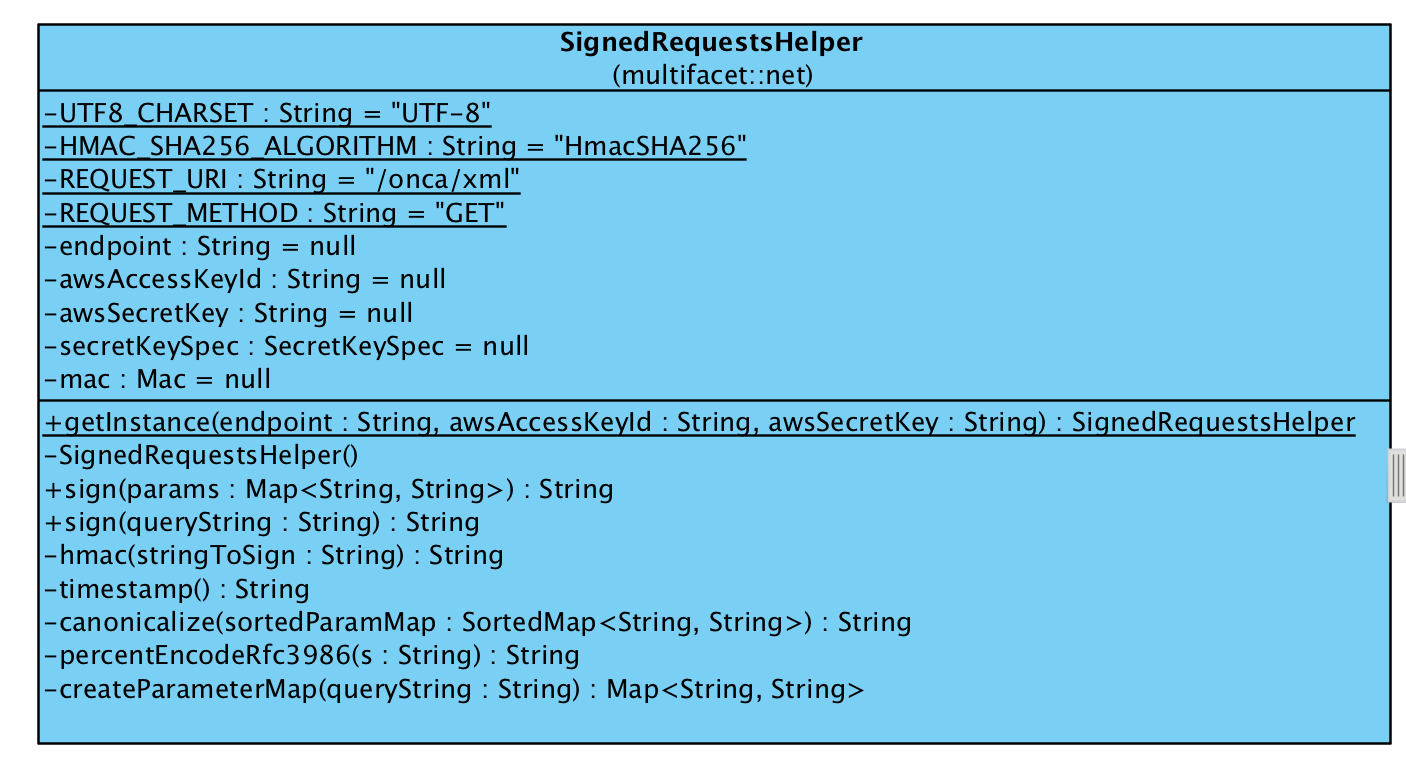 SignedRequestsHelper
(multifacet::net)
-UTF8_CHARSET : String = "UTF-8"
-HMAC_SHA256_ALGORITHM : String = "HmacSHA256"
-REQUEST_URI : String = "/onca/xml"
-REQUEST_METHOD : String = "GET"
-endpoint : String = null
-awsAccessKeyId : String = null
-awsSecretKey : String = null
-secretKeySpec : SecretKeySpec = null
-mac : Mac = null
+getInstance(endpoint : String, awsAccessKeyId : String, awsSecretKey : String) : SignedRequestsHelper
-SignedRequestsHelper()
+sign(params : Map<String, String>) : String
+sign(queryString : String) : String
-hmac(stringToSign : String) : String
-timestamp() : String
-canonicalize(sortedParamMap : SortedMap<String, String>) : String
-percentEncodeRfc3986(s : String) : String
-createParameterMap(queryString : String) : Map<String, String>